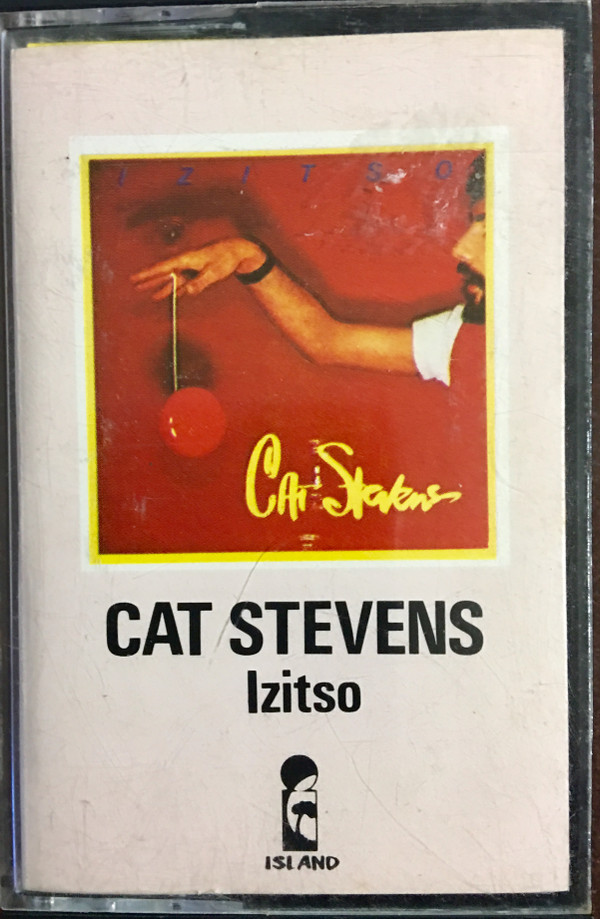 IZITSO
Cat Stevens
CAT STEVENS
Izitso
ISLAND